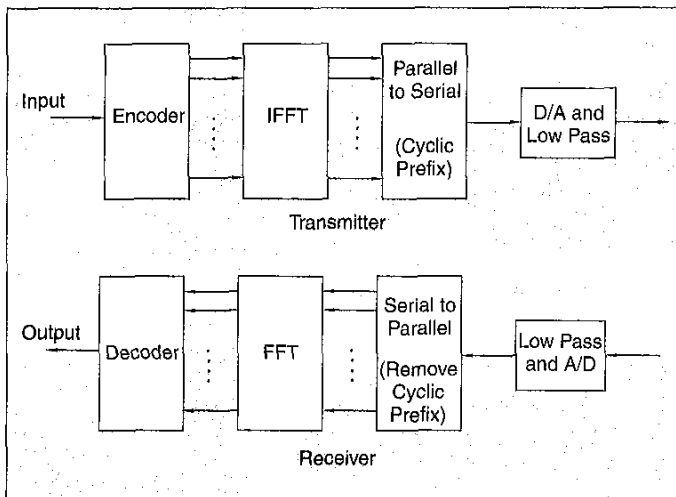 Input
Encoder
IFFT
Parallel
to Serial
(Cyclic
Prefix)
D/A and
Low Pass
Transmitter
Output
Decoder
FFT
Serial to
Parallel
(Remove
Cyclic
Prefix)
Low Pass
and A/D
Receiver